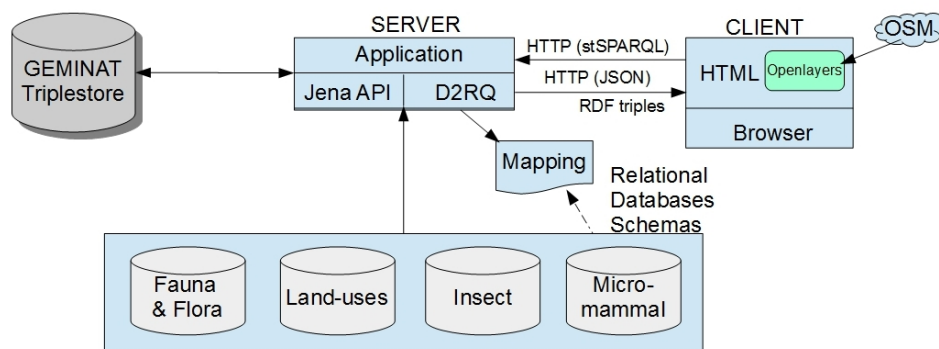 SERVER
CLIENT
OSM
GEMINAT
Triplestore
Application
Jena API
D2RQ
HTTP (stSPARQL)
HTTP (JSON)
RDF triples
HTML
Openlayers
Browser
Mapping
Relational
Databases
Schemas
Fauna
& Flora
Land-uses
Insect
Micro-
mammal